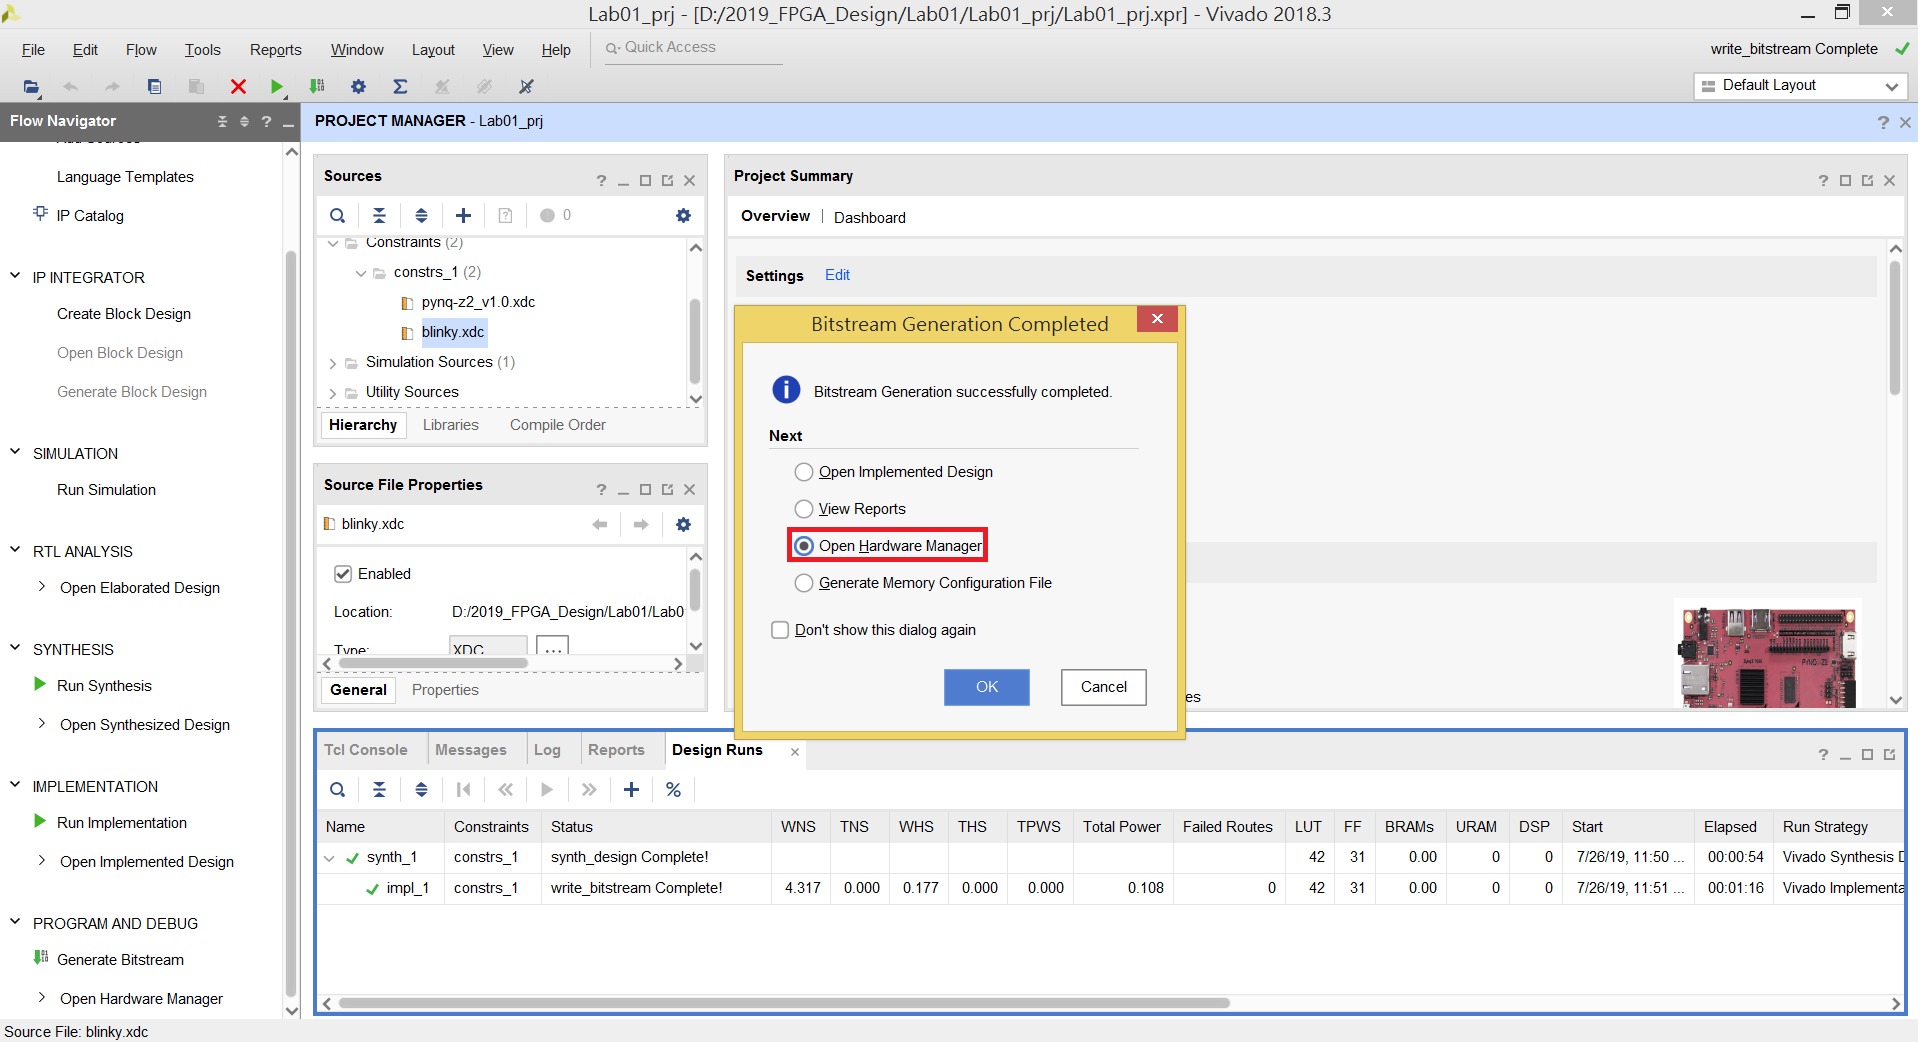 Lab01_prj - [D:/2019_FPGA_Design/Lab01/Lab01_prj/Lab01_prj.xpr] - Vivado 2018.3
File Edit Flow Tools Reports Window Layout View Help Quick Access
write_bitstream Complete
Default Layout
Flow Navigator
PROJECT MANAGER - Lab01_prj
Add Sources
Language Templates
IP Catalog
IP INTEGRATOR
Create Block Design
Open Block Design
Generate Block Design
SIMULATION
Run Simulation
RTL ANALYSIS
Open Elaborated Design
SYNTHESIS
Run Synthesis
Open Synthesized Design
IMPLEMENTATION
Run Implementation
Open Implemented Design
PROGRAM AND DEBUG
Generate Bitstream
Open Hardware Manager
Sources
0
Constraints (2)
constrs_1 (2)
pynq-z2_v1.0.xdc
blinky.xdc
Simulation Sources (1)
Utility Sources
Hierarchy Libraries Compile Order
Source File Properties
blinky.xdc
Enabled
Location: D:/2019_FPGA_Design/Lab01/Lab0
Type: XDC ...
General Properties
Project Summary
Overview | Dashboard
Settings Edit
es
Bitstream Generation Completed
Bitstream Generation successfully completed.
Next
Open Implemented Design
View Reports
Open Hardware Manager
Generate Memory Configuration File
Don't show this dialog again
OK Cancel
Tcl Console Messages Log Reports Design Runs
Name Constraints Status WNS TNS WHS THS TPWS Total Power Failed Routes LUT FF BRAMs URAM DSP Start Elapsed Run Strategy
synth_1 constrs_1 synth_design Complete! 42 31 0.00 0 0 7/26/19, 11:50 ... 00:00:54 Vivado Synthesis D
impl_1 constrs_1 write_bitstream Complete! 4.317 0.000 0.177 0.000 0.000 0.108 0 42 31 0.00 0 0 7/26/19, 11:51 ... 00:01:16 Vivado Implementa
Source File: blinky.xdc